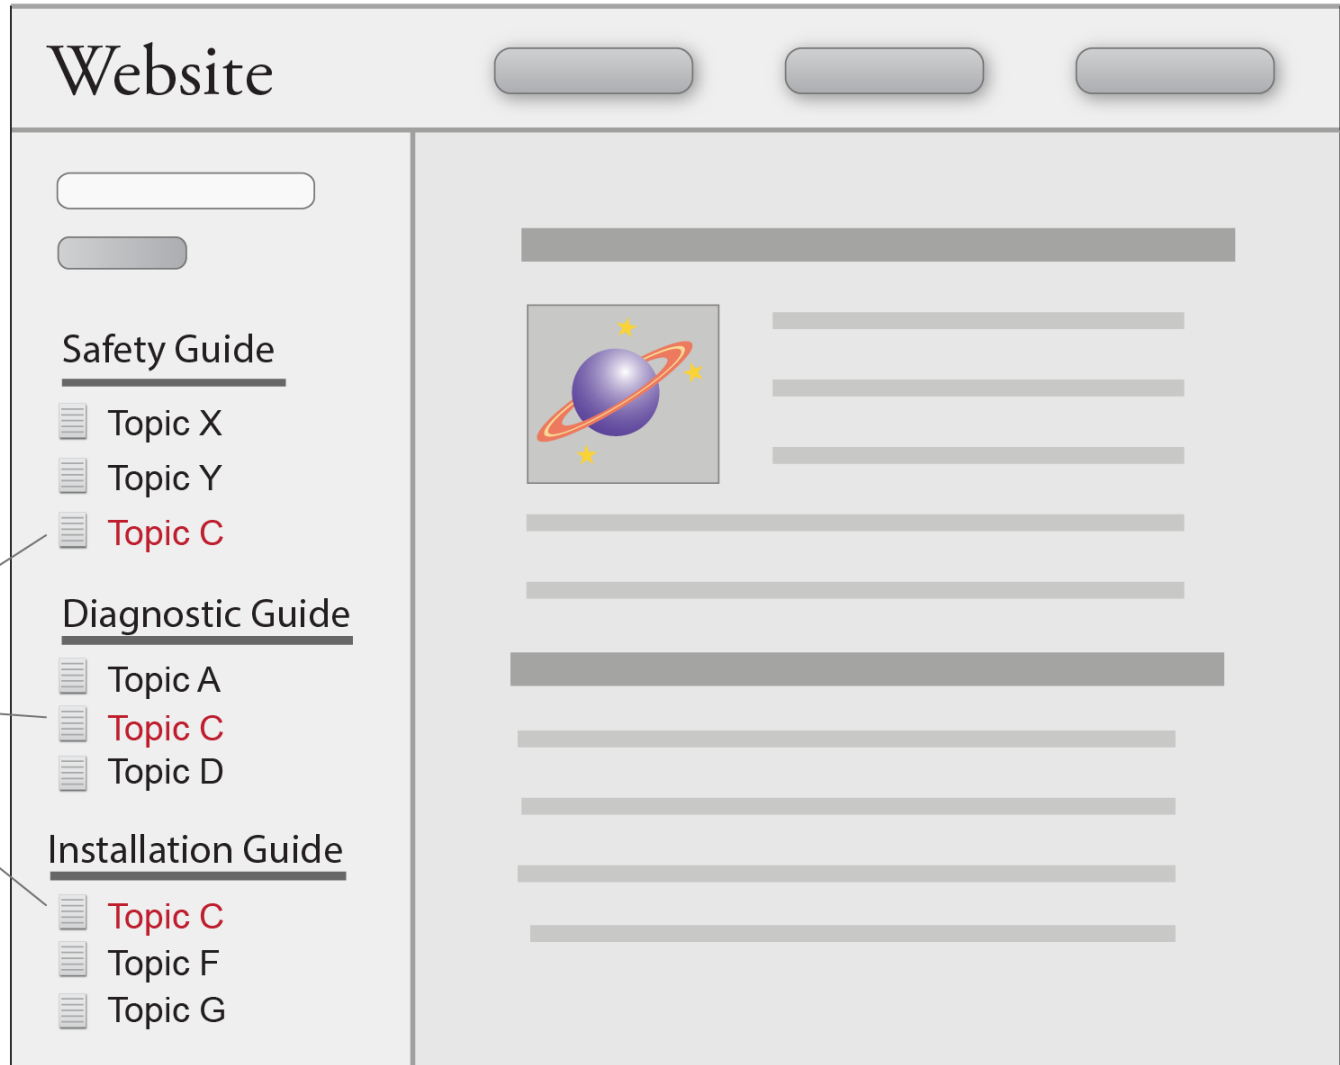 Website
Safety Guide
Topic X
Topic Y
Topic C
Diagnostic Guide
Topic A
Topic C
Topic D
Installation Guide
Topic C
Topic F
Topic G